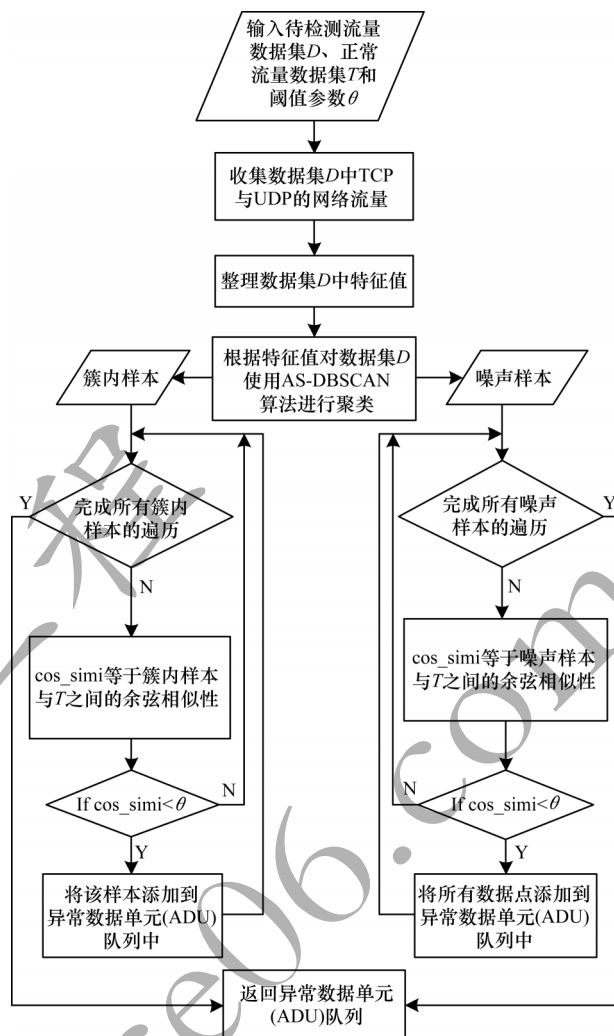 输入待检测流量
数据集D、正常
流量数据集T和
阈值参数θ
收集数据集D中TCP
与UDP的网络流量
整理数据集D中特征值
根据特征值对数据集D
使用AS-DBSCAN
算法进行聚类
簇内样本
噪声样本
Y
完成所有簇内
样本的遍历
N
cos_simi等于簇内样本
与T之间的余弦相似性
If cos_simi<θ
N
Y
将该样本添加到
异常数据单元(ADU)
队列中
完成所有噪声
样本的遍历
Y
N
cos_simi等于噪声样本
与T之间的余弦相似性
N
If cos_simi<θ
Y
将所有数据点添加到
异常数据单元(ADU)
队列中
返回异常数据单元
(ADU)队列
程
se06.com